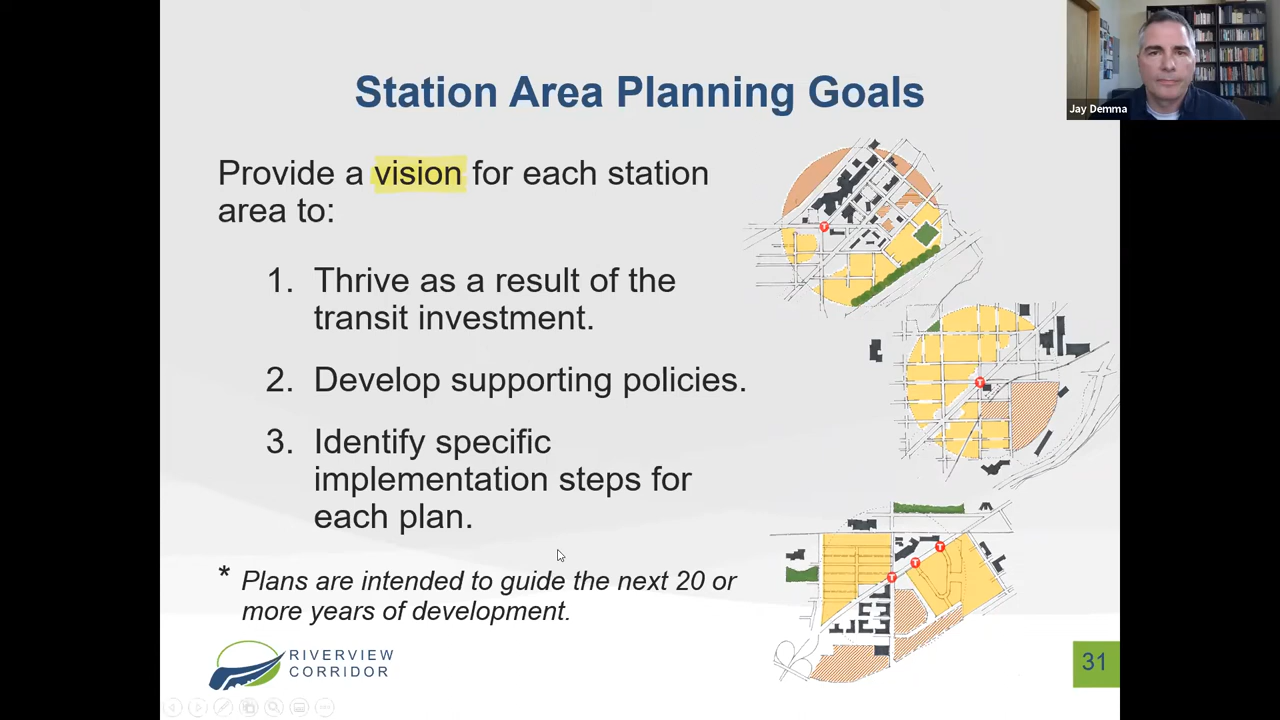 Station Area Planning Goals
Jay Demma
Provide a vision for each station
area to:
1. Thrive as a result of the
transit investment.
2. Develop supporting policies.
3. Identify specific
implementation steps for
each plan.
* Plans are intended to guide the next 20 or
more years of development.
T
T
T
T
T
RIVERVIEW
CORRIDOR
31